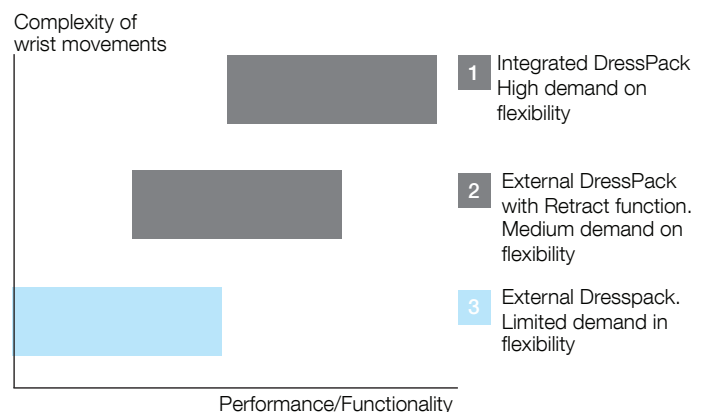 Complexity of
wrist movements
1
Integrated DressPack
High demand on
flexibility
2
External DressPack
with Retract function.
Medium demand on
flexibility
3
External Dresspack.
Limited demand in
flexibility
Performance/Functionality